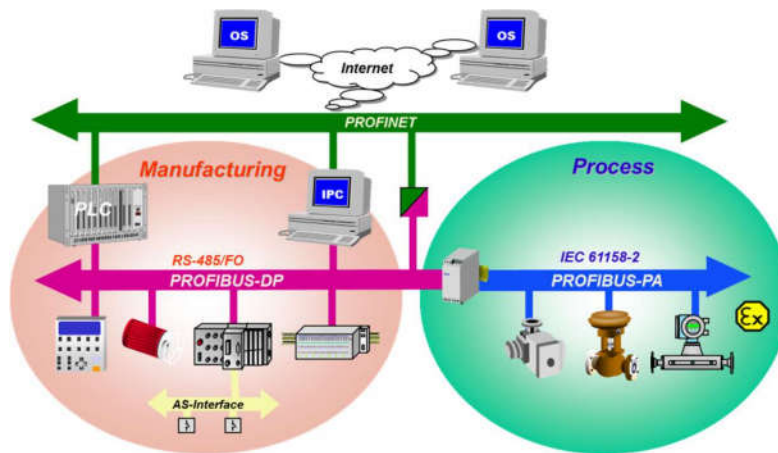 OS
OS
Internet
PROFINET
Manufacturing
Process
PLC
IPC
RS-485/FO
IEC 61158-2
PROFIBUS-DP
PROFIBUS-PA
Ex
AS-Interface